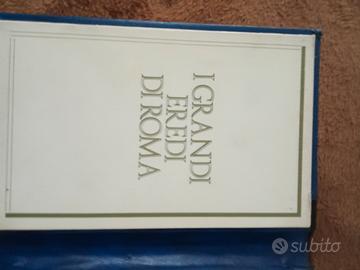 I GRANDI
EREDI
DI ROMA
subito